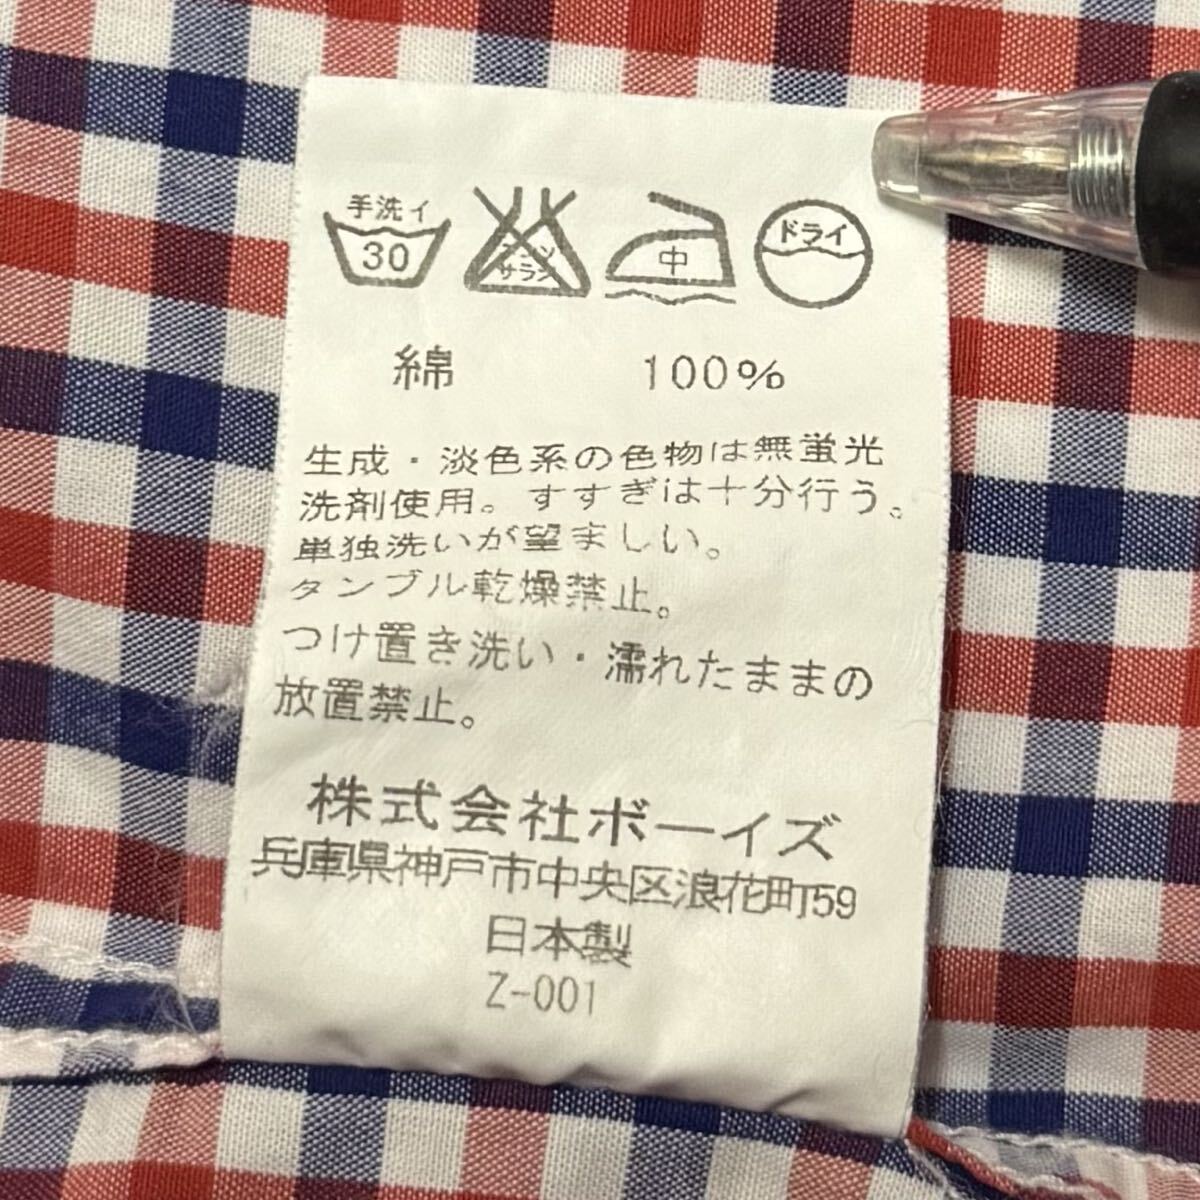 手洗イ
30
サラシ
中
ドライ
綿 100%
生成・淡色系の色物は無蛍光
洗剤使用。すすぎは十分行う。
単独洗いが望ましい。
タンブル乾燥禁止。
つけ置き洗い・濡れたままの
放置禁止。
株式会社ボーイズ
兵庫県神戸市中央区浪花町59
日本製
Z-001